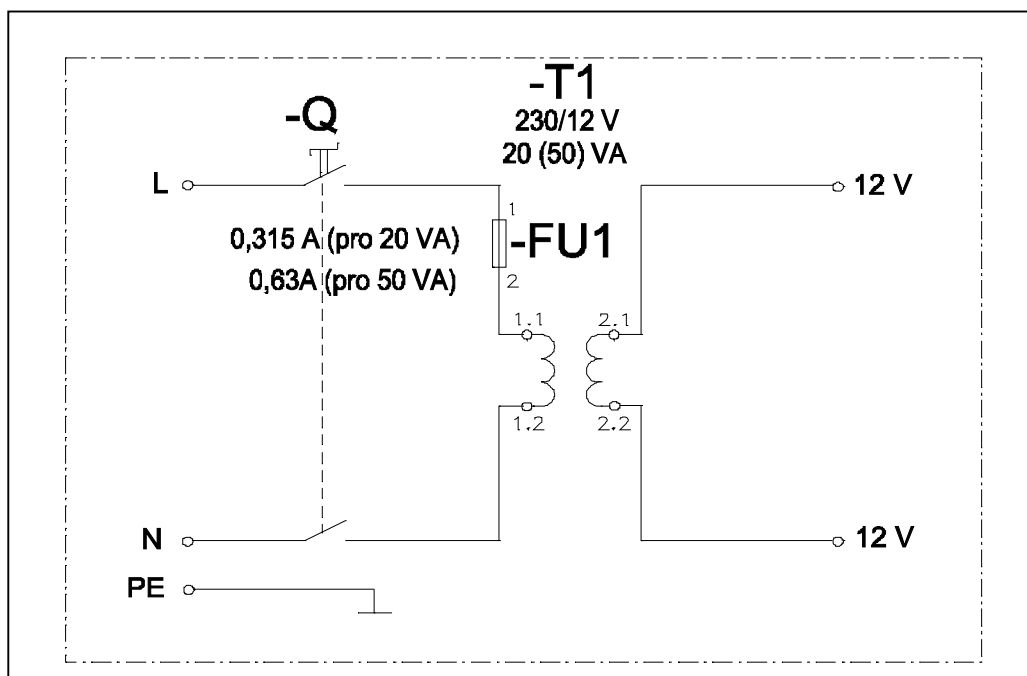 -T1
230/12 V
20 (50) VA
-Q
L
12 V
0,315 A (pro 20 VA)
0,63A (pro 50 VA)
1
-FU1
2
1.1
2.1
1.2
2.2
N
12 V
PE